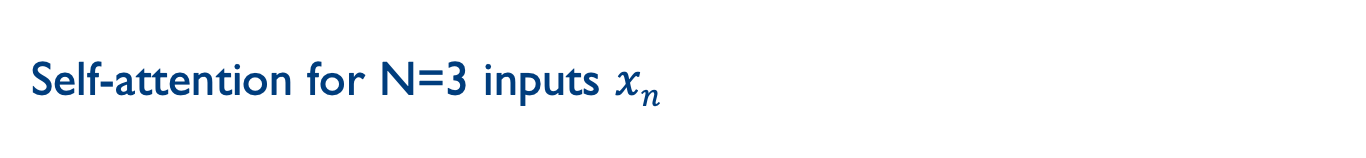 Self-attention for N=3 inputs xₙ